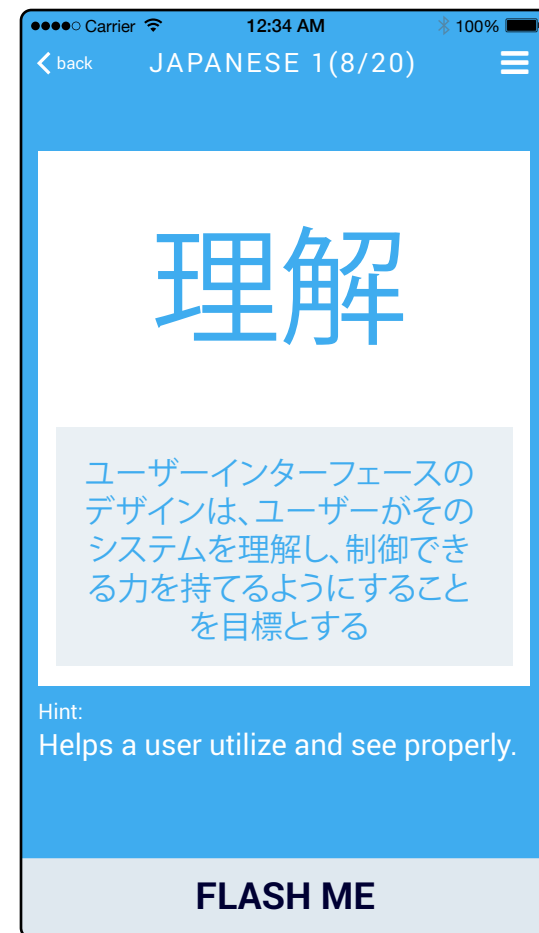 Carrier 12:34 AM 100%
back JAPANESE 1(8/20)
理解
ユーザーインターフェースの
デザインは、ユーザーがその
システムを理解し、制御でき
る力を持てるようにすること
を目標とする
Hint:
Helps a user utilize and see properly.
FLASH ME